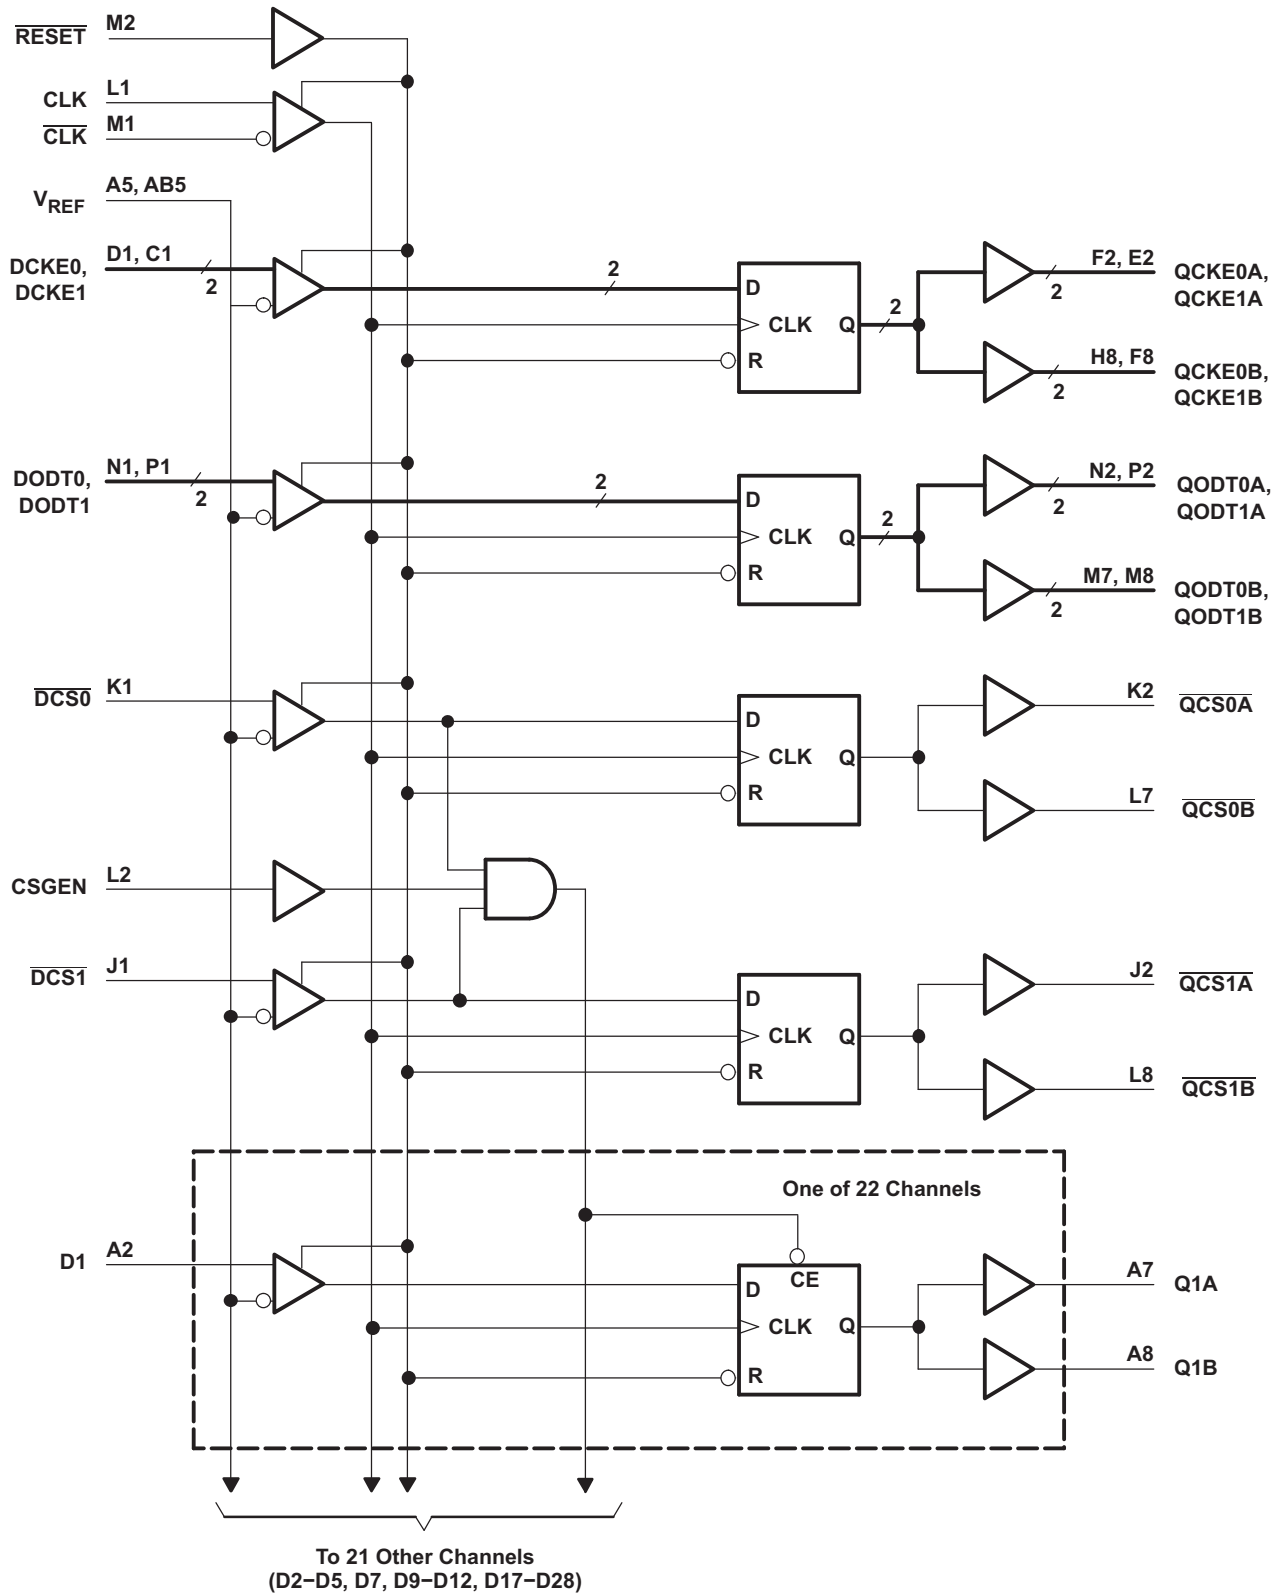 RESET M2
CLK L1
CLK M1
VREF A5, AB5
DCKE0, D1, C1
DCKE1 2
2
D
CLK Q
R
2
F2, E2 QCKE0A,
2 QCKE1A
H8, F8 QCKE0B,
2 QCKE1B
DODT0, N1, P1
DODT1 2
2
D
CLK Q
R
2
N2, P2 QODT0A,
2 QODT1A
M7, M8 QODT0B,
2 QODT1B
DCS0 K1
D
CLK Q
R
K2 QCS0A
L7 QCS0B
CSGEN L2
DCS1 J1
D
CLK Q
R
J2 QCS1A
L8 QCS1B
One of 22 Channels
D1 A2
CE
D
CLK Q
R
A7 Q1A
A8 Q1B
To 21 Other Channels
(D2−D5, D7, D9−D12, D17−D28)